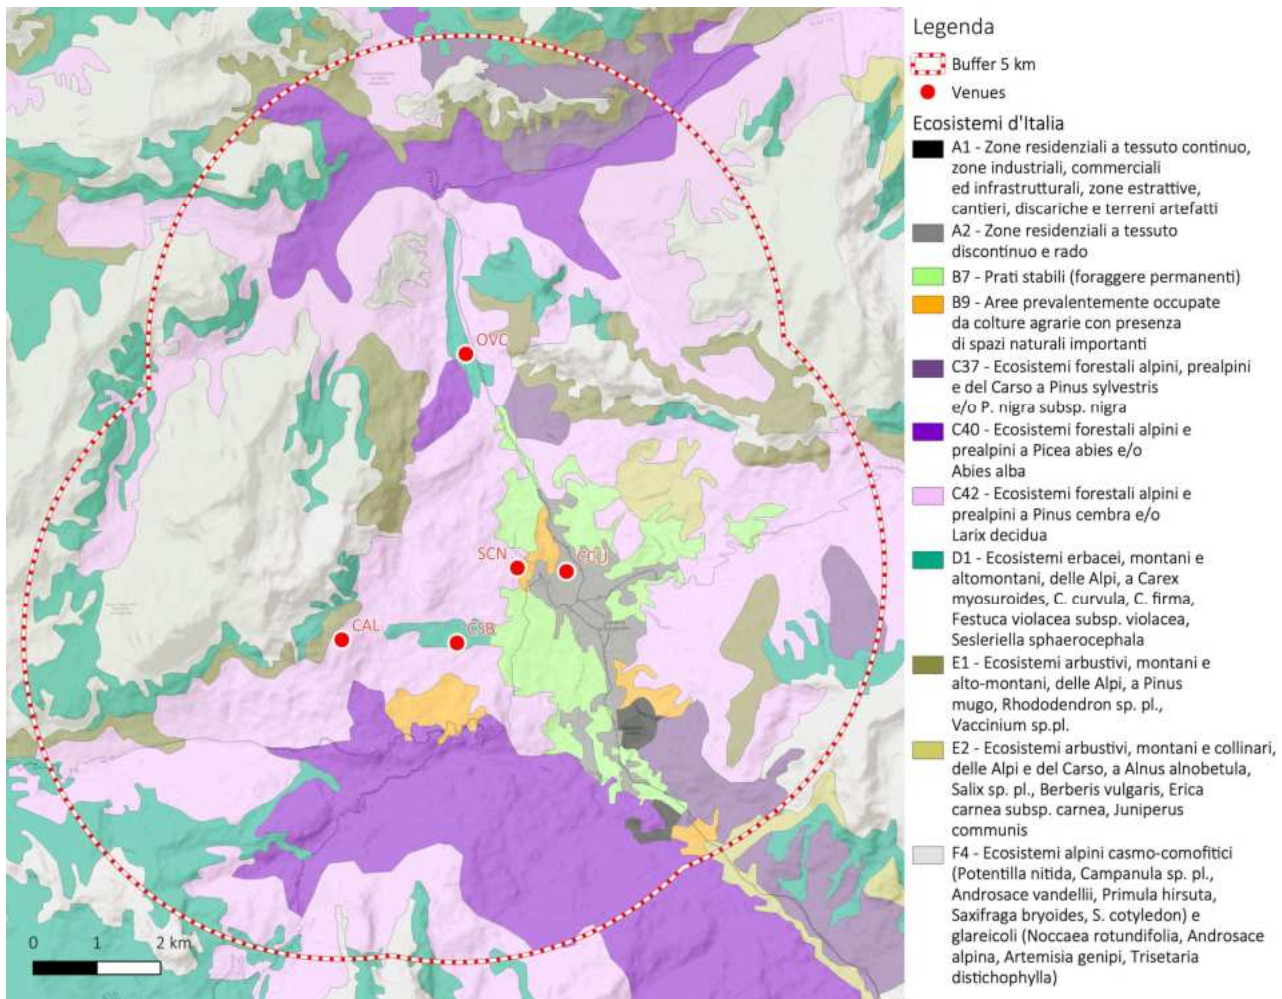 Legenda
Buffer 5 km
Venues
Ecosistemi d'Italia
A1 - Zone residenziali a tessuto continuo,
zone industriali, commerciali
ed infrastrutturali, zone estrattive,
cantieri, discariche e terreni artefatti
A2 - Zone residenziali a tessuto
discontinuo e rado
B7 - Prati stabili (foraggere permanenti)
B9 - Aree prevalentemente occupate
da colture agrarie con presenza
di spazi naturali importanti
C37 - Ecosistemi forestali alpini, prealpini
e del Carso a Pinus sylvestris
e/o P. nigra subsp. nigra
C40 - Ecosistemi forestali alpini e
prealpini a Picea abies e/o
Abies alba
C42 - Ecosistemi forestali alpini e
prealpini a Pinus cembra e/o
Larix decidua
D1 - Ecosistemi erbacei, montani e
altomontani, delle Alpi, a Carex
myosuroides, C. curvula, C. firma,
Festuca violacea subsp. violacea,
Sesleriella sphaerocephala
E1 - Ecosistemi arbustivi, montani e
alto-montani, delle Alpi, a Pinus
mugo, Rhododendron sp. pl.,
Vaccinium sp.pl.
E2 - Ecosistemi arbustivi, montani e collinari,
delle Alpi e del Carso, a Alnus alnobetula,
Salix sp. pl., Berberis vulgaris, Erica
carnea subsp. carnea, Juniperus
communis
F4 - Ecosistemi alpini casmo-comofitici
(Potentilla nitida, Campanula sp. pl.,
Androsace vandellii, Primula hirsuta,
Saxifraga bryoides, S. cotyledon) e
glareicoli (Noccaea rotundifolia, Androsace
alpina, Artemisia genipi, Trisetaria
distichophylla)
OVC
SCN
CCU
CAL
CSB
0 1 2 km